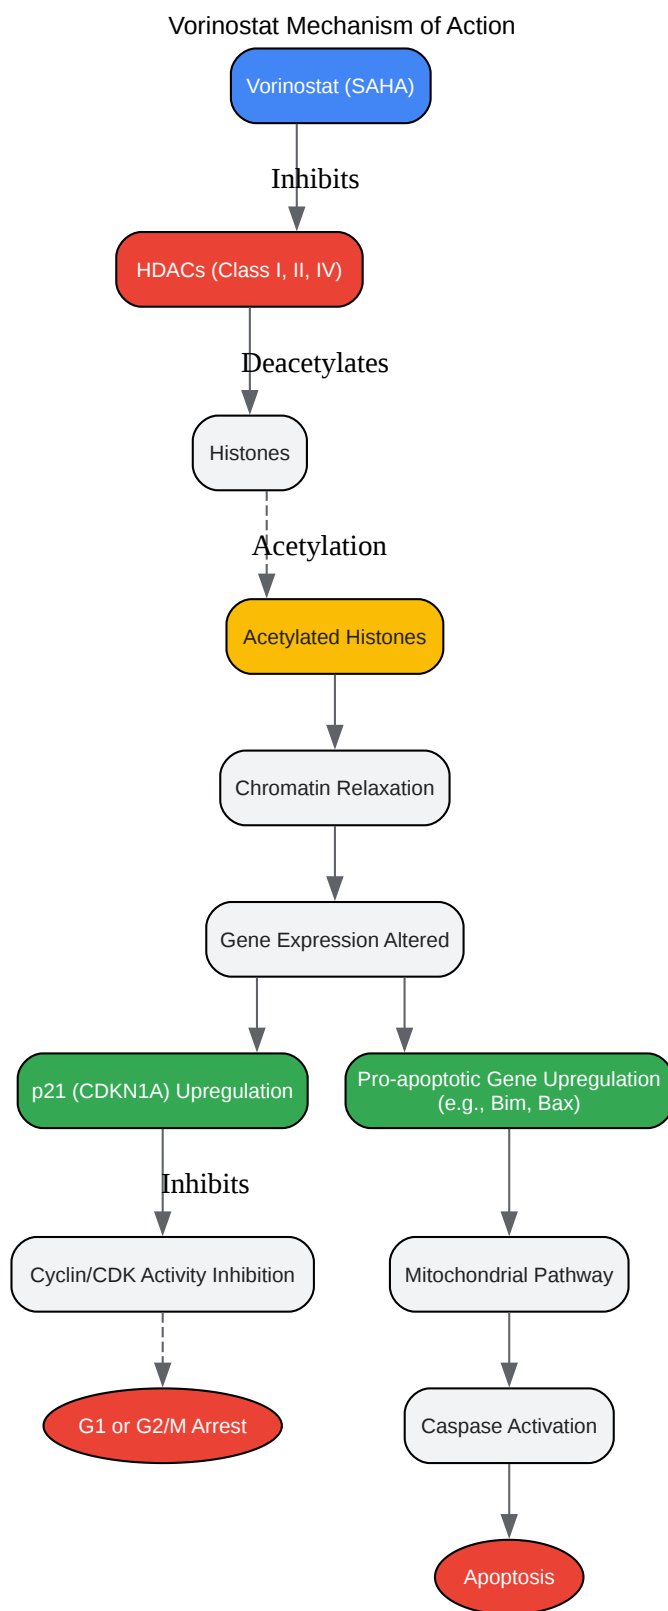 Vorinostat Mechanism of Action
Vorinostat (SAHA)
Inhibits
HDACs (Class I, II, IV)
Deacetylates
Histones
Acetylation
Acetylated Histones
Chromatin Relaxation
Gene Expression Altered
p21 (CDKN1A) Upregulation
Pro-apoptotic Gene Upregulation
(e.g., Bim, Bax)
Inhibits
Cyclin/CDK Activity Inhibition
Mitochondrial Pathway
G1 or G2/M Arrest
Caspase Activation
Apoptosis